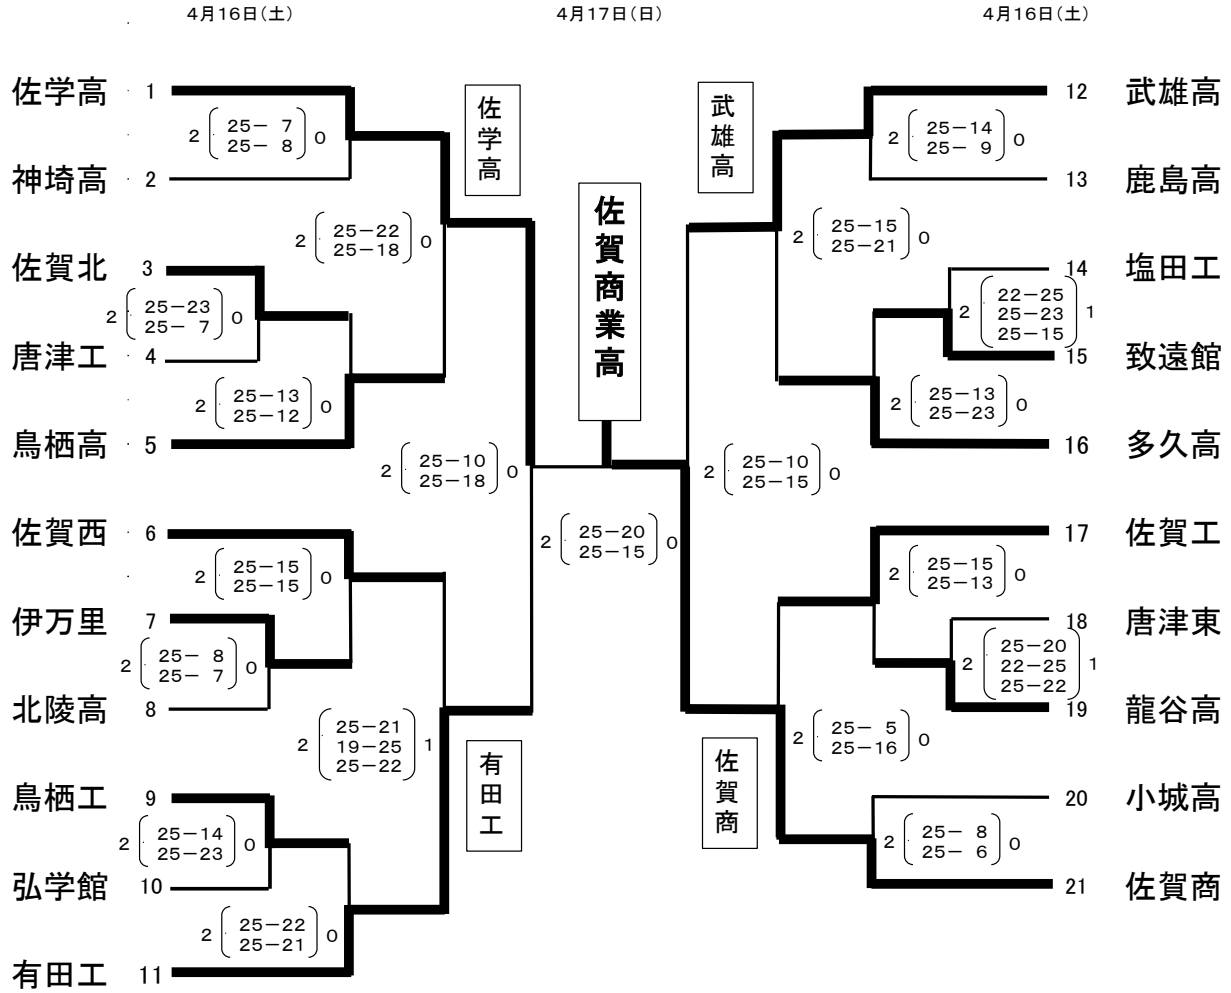 4月16日(土)
4月17日(日)
4月16日(土)
佐学高 1
2 25－ 7 0
25－ 8
神埼高 2
2 25－22 0
25－18
佐賀北 3
2 25－23 0
25－ 7
唐津工 4
2 25－13 0
25－12
鳥栖高 5
2 25－10 0
25－18
佐賀西 6
2 25－15 0
25－15
伊万里 7
2 25－ 8 0
25－ 7
北陵高 8
2 25－21 1
19－25
25－22
鳥栖工 9
2 25－14 0
25－23
弘学館 10
2 25－22 0
25－21
有田工 11
佐学高
有田工
佐賀商業高
2 25－20 0
25－15
武雄高
佐賀商
12 武雄高
2 25－14 0
25－ 9
13 鹿島高
2 25－15 0
25－21
14 塩田工
2 22－25 1
25－23
25－15
15 致遠館
2 25－13 0
25－23
16 多久高
2 25－10 0
25－15
17 佐賀工
2 25－15 0
25－13
18 唐津東
2 25－20 1
22－25
25－22
19 龍谷高
2 25－ 5 0
25－16
20 小城高
2 25－ 8 0
25－ 6
21 佐賀商